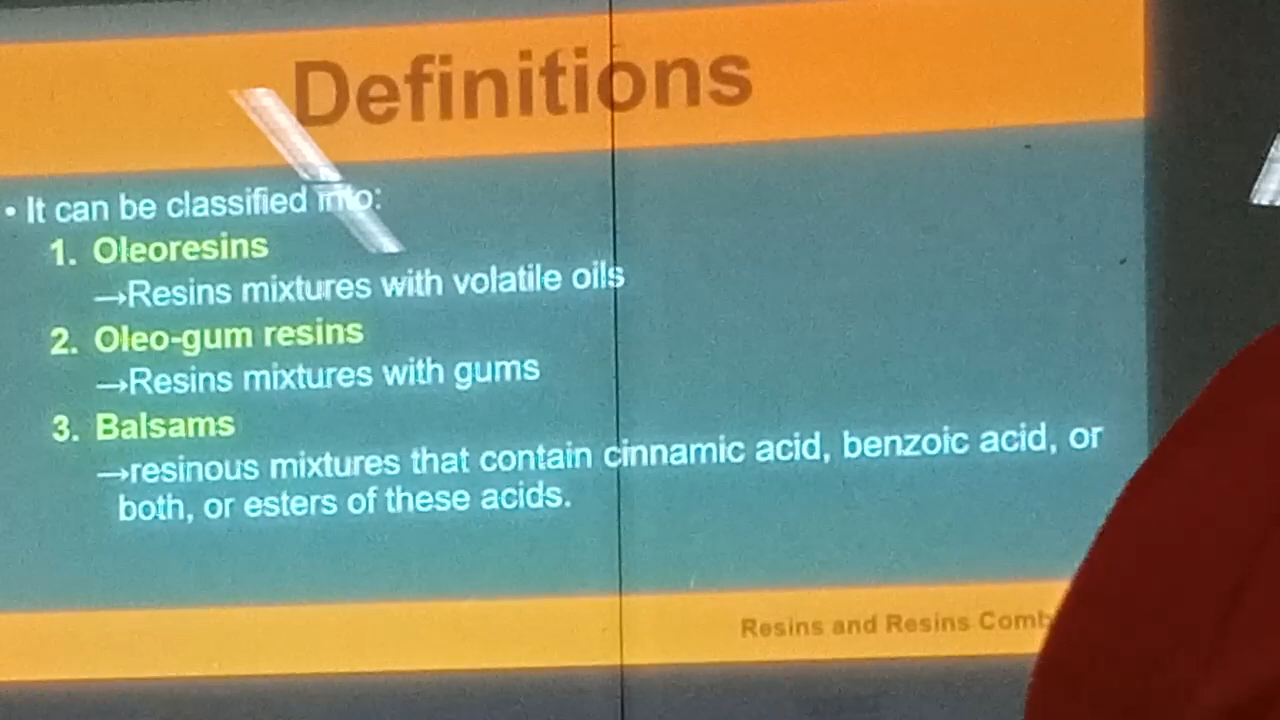 Definitions
• It can be classified into:
1. Oleoresins
→Resins mixtures with volatile oils
2. Oleo-gum resins
→Resins mixtures with gums
3. Balsams
→resinous mixtures that contain cinnamic acid, benzoic acid, or
both, or esters of these acids.
Resins and Resins